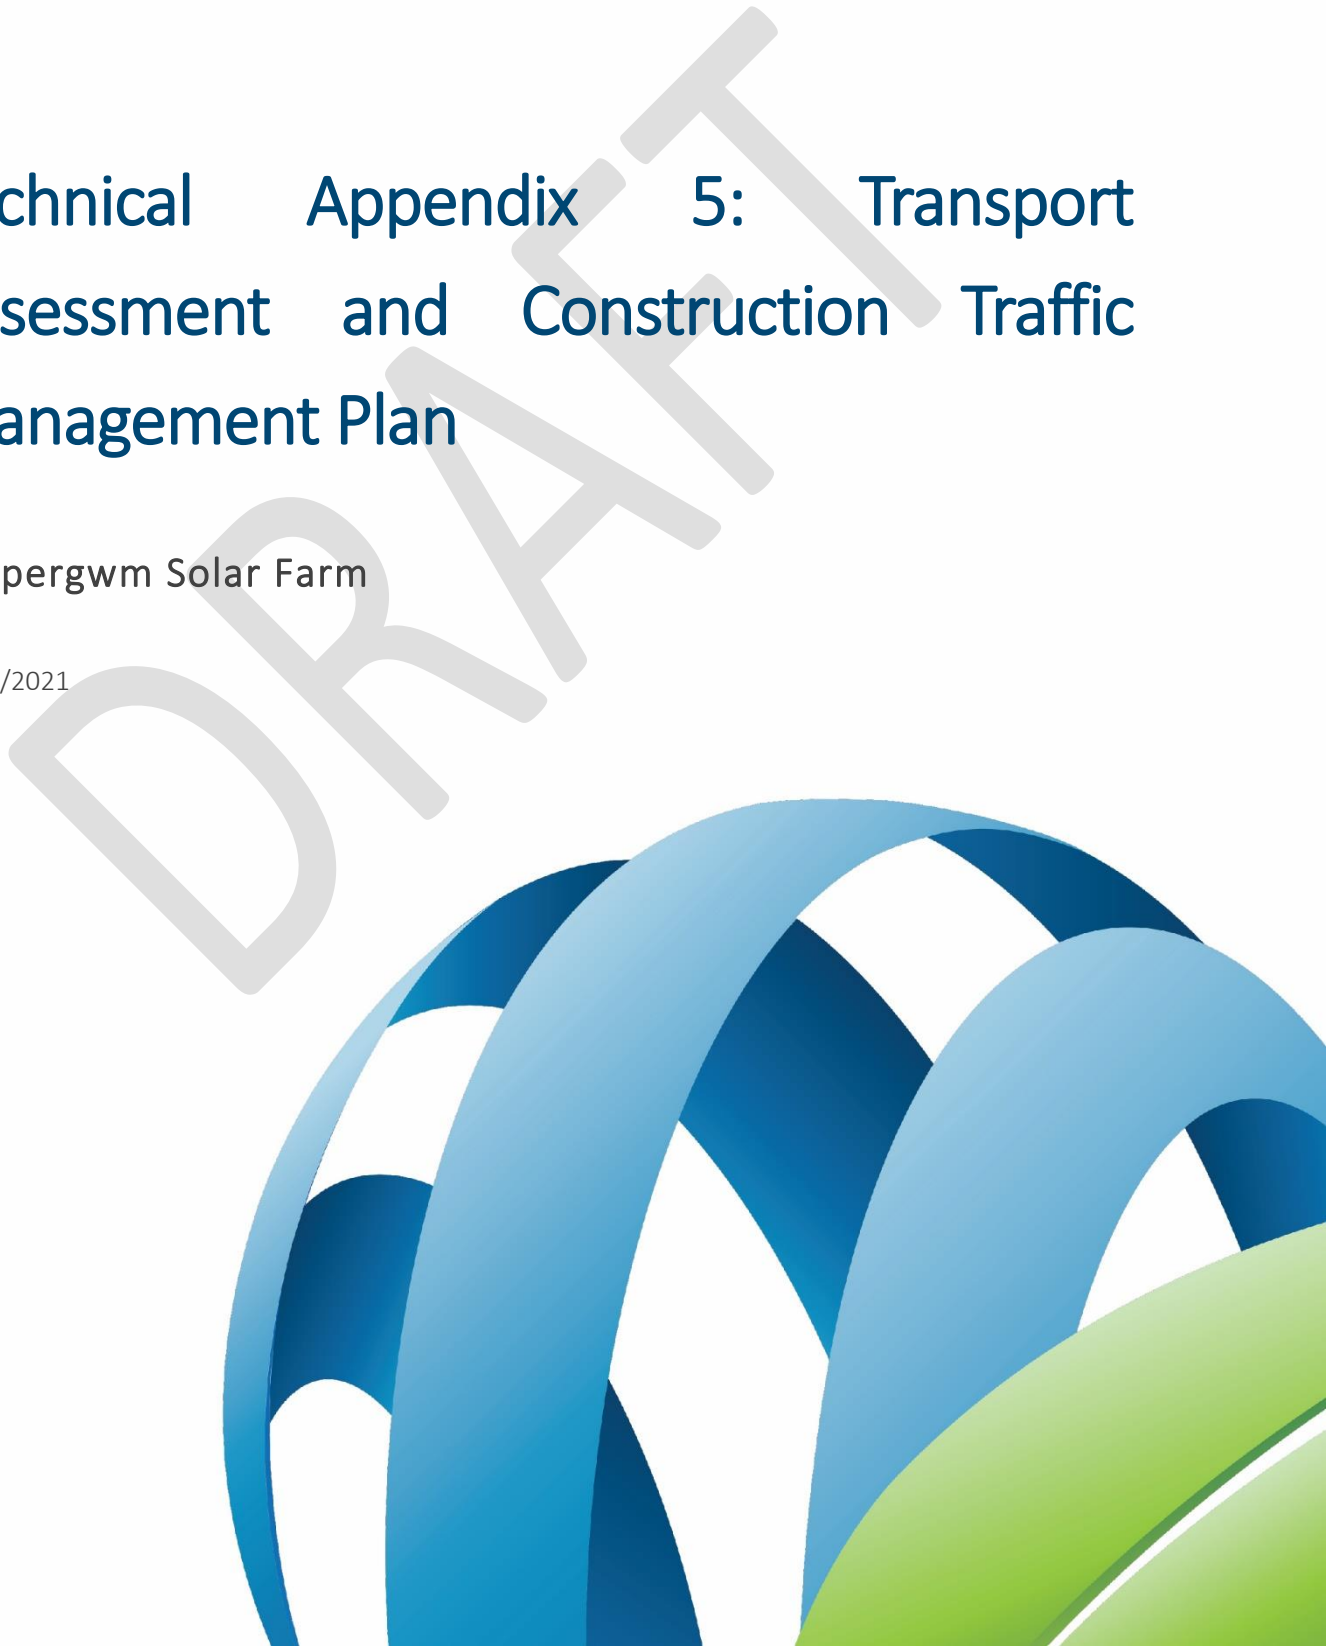 chnical Appendix 5: Transport
sessment and Construction Traffic
anagement Plan
pergwm Solar Farm
/2021
DRAFT